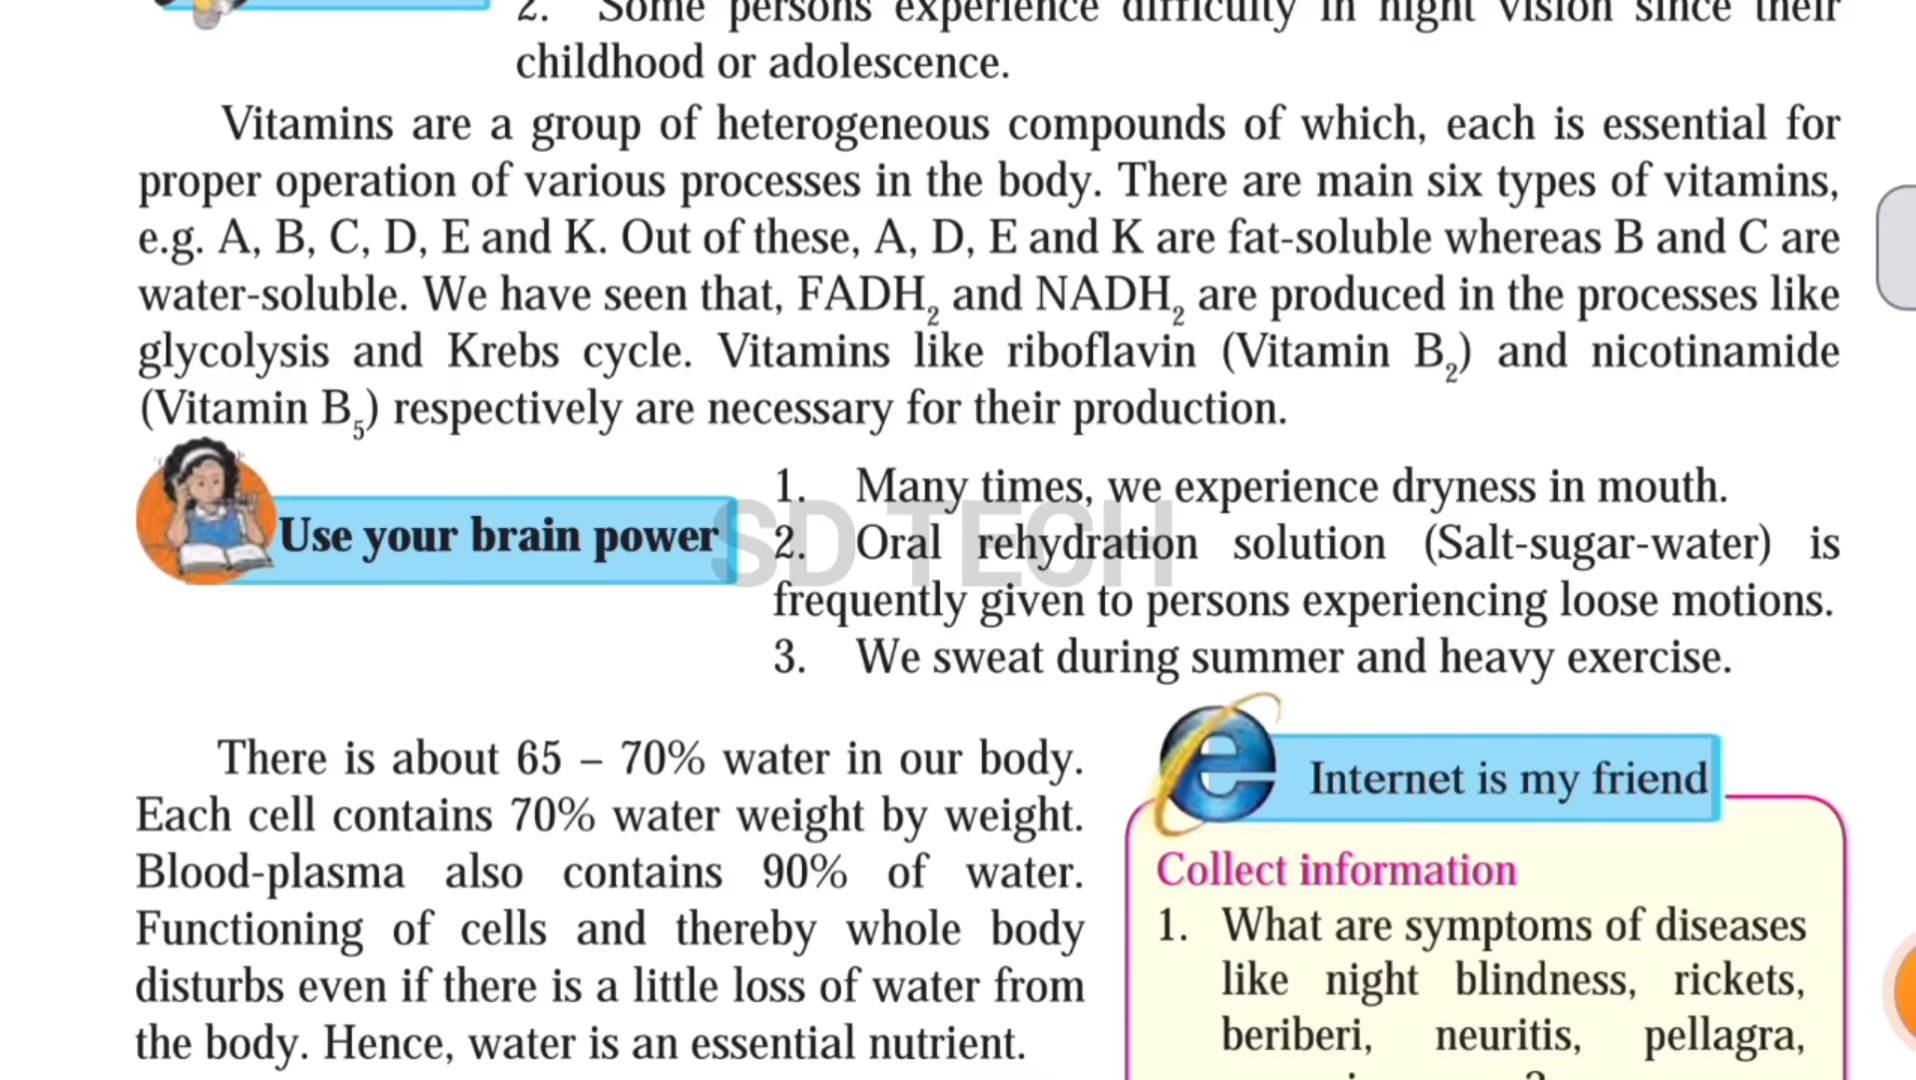 2. Some persons experience difficulty in night vision since their
childhood or adolescence.
Vitamins are a group of heterogeneous compounds of which, each is essential for
proper operation of various processes in the body. There are main six types of vitamins,
e.g. A, B, C, D, E and K. Out of these, A, D, E and K are fat-soluble whereas B and C are
water-soluble. We have seen that, FADH₂ and NADH₂ are produced in the processes like
glycolysis and Krebs cycle. Vitamins like riboflavin (Vitamin B₂) and nicotinamide
(Vitamin B₅) respectively are necessary for their production.
Use your brain power
1. Many times, we experience dryness in mouth.
2. Oral rehydration solution (Salt-sugar-water) is
frequently given to persons experiencing loose motions.
3. We sweat during summer and heavy exercise.
SD TECH
There is about 65 – 70% water in our body.
Each cell contains 70% water weight by weight.
Blood-plasma also contains 90% of water.
Functioning of cells and thereby whole body
disturbs even if there is a little loss of water from
the body. Hence, water is an essential nutrient.
Internet is my friend
Collect information
1. What are symptoms of diseases
like night blindness, rickets,
beriberi, neuritis, pellagra,